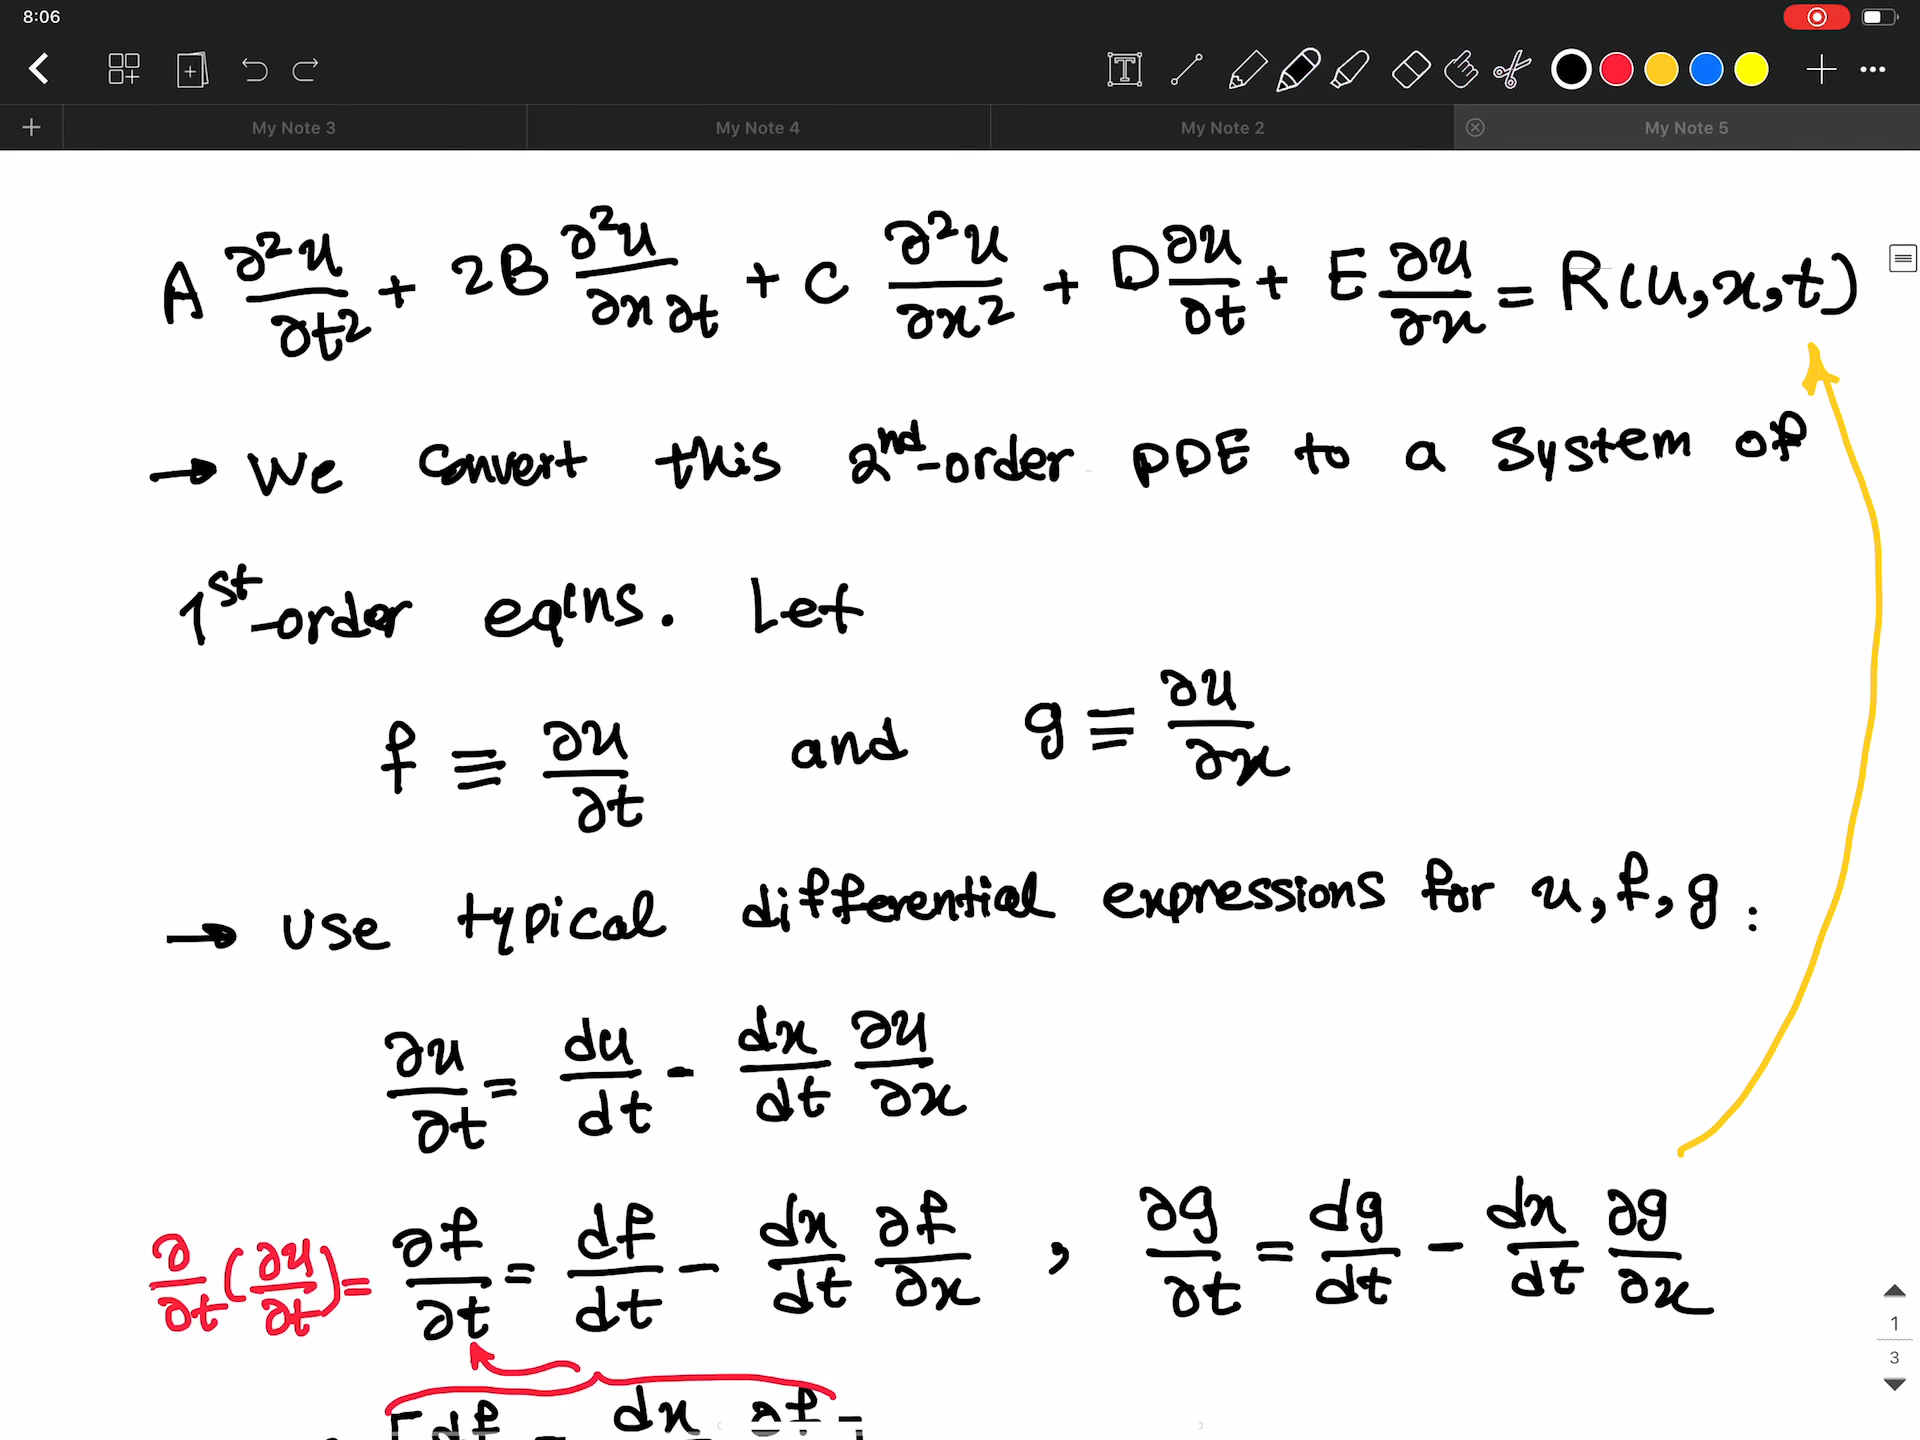 8:06
My Note 3 My Note 4 My Note 2 My Note 5
A ∂²u/∂t² + 2B ∂²u/∂x∂t + C ∂²u/∂x² + D ∂u/∂t + E ∂u/∂x = R(u,x,t)
→ We convert this 2nd-order PDE to a system of
1st-order eq'ns. Let
f ≡ ∂u/∂t and g ≡ ∂u/∂x
→ Use typical differential expressions for u, f, g :
∂u/∂t = du/dt - dx/dt ∂u/∂x
∂/∂t (∂u/∂t) = ∂f/∂t = df/dt - dx/dt ∂f/∂x , ∂g/∂t = dg/dt - dx/dt ∂g/∂x
1
3
[df - dx ∂f ]